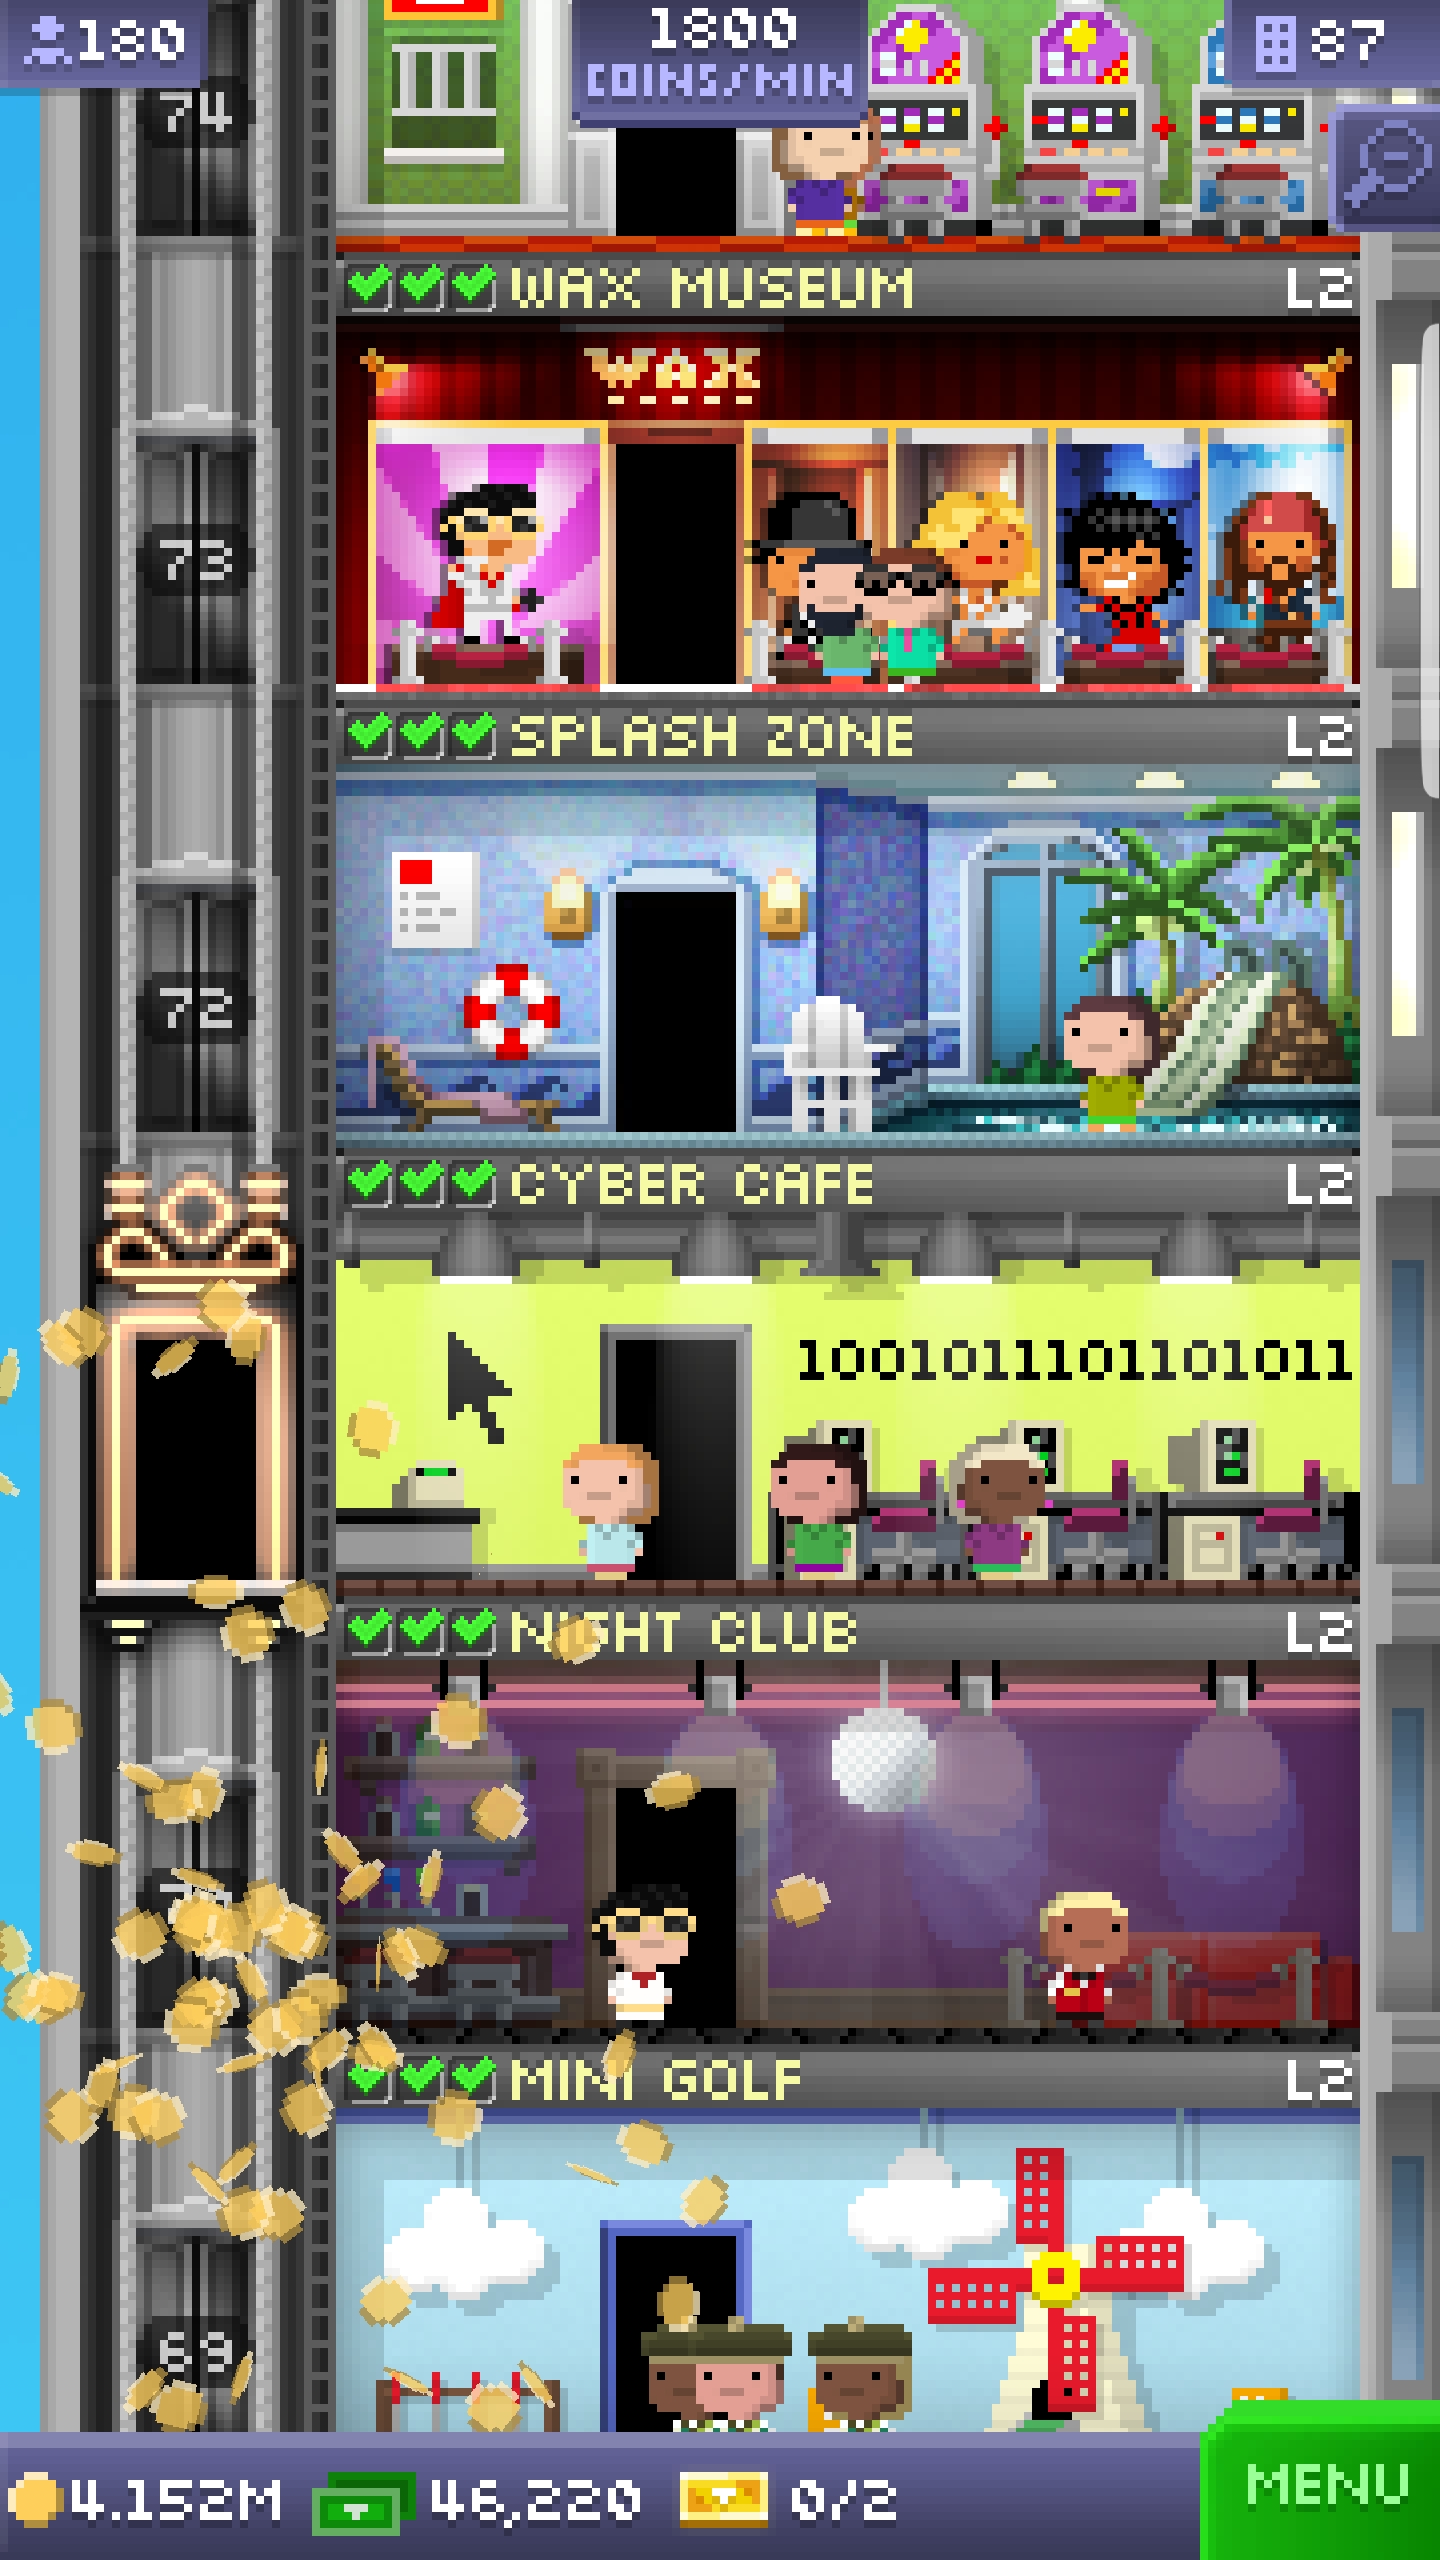 180
1800
COINS/MIN
87
74
WAX MUSEUM
L2
WAX
73
SPLASH ZONE
L2
72
CYBER CAFE
L2
1001011101101011
NIGHT CLUB
L2
MINI GOLF
L2
69
4.152M
46,220
0/2
MENU